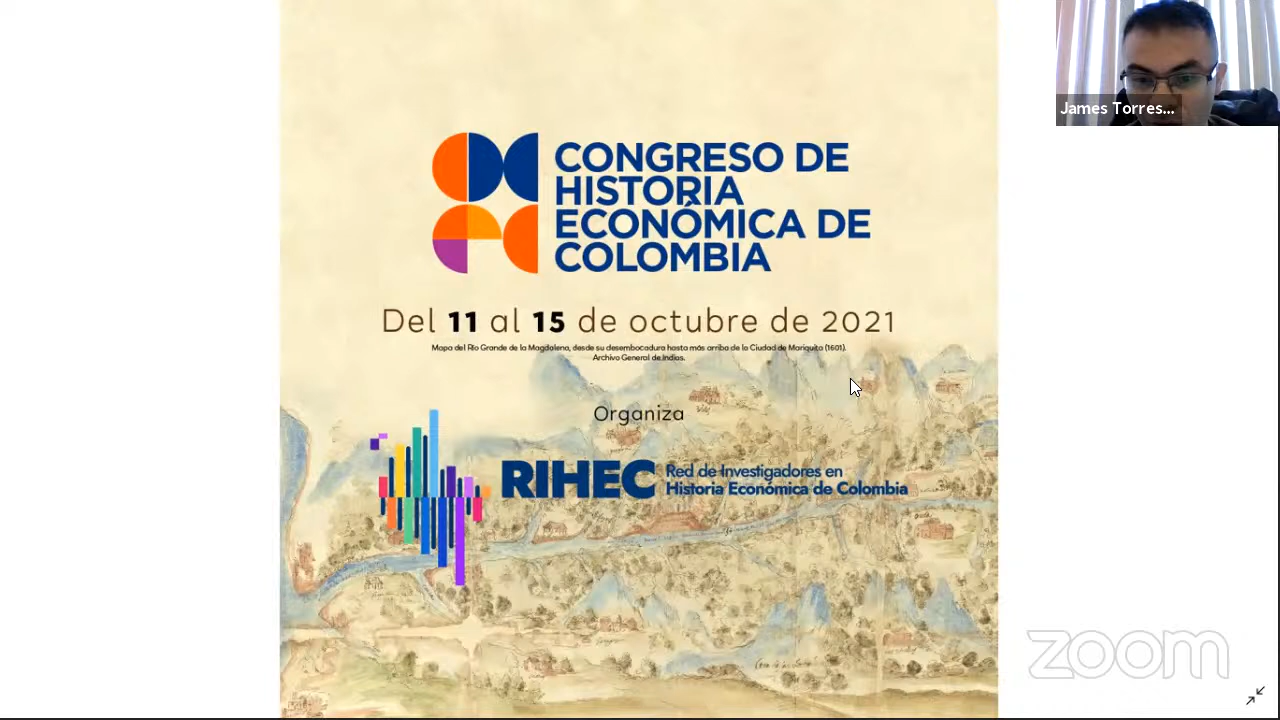 James Torres...
CONGRESO DE
HISTORIA
ECONÓMICA DE
COLOMBIA
Del 11 al 15 de octubre de 2021
Mapa del Río Grande de la Magdalena, desde su desembocadura hasta más arriba de la Ciudad de Mariquita (1601).
Archivo General de Indias.
Organiza
RIHEC
Red de Investigadores en
Historia Económica de Colombia
zoom